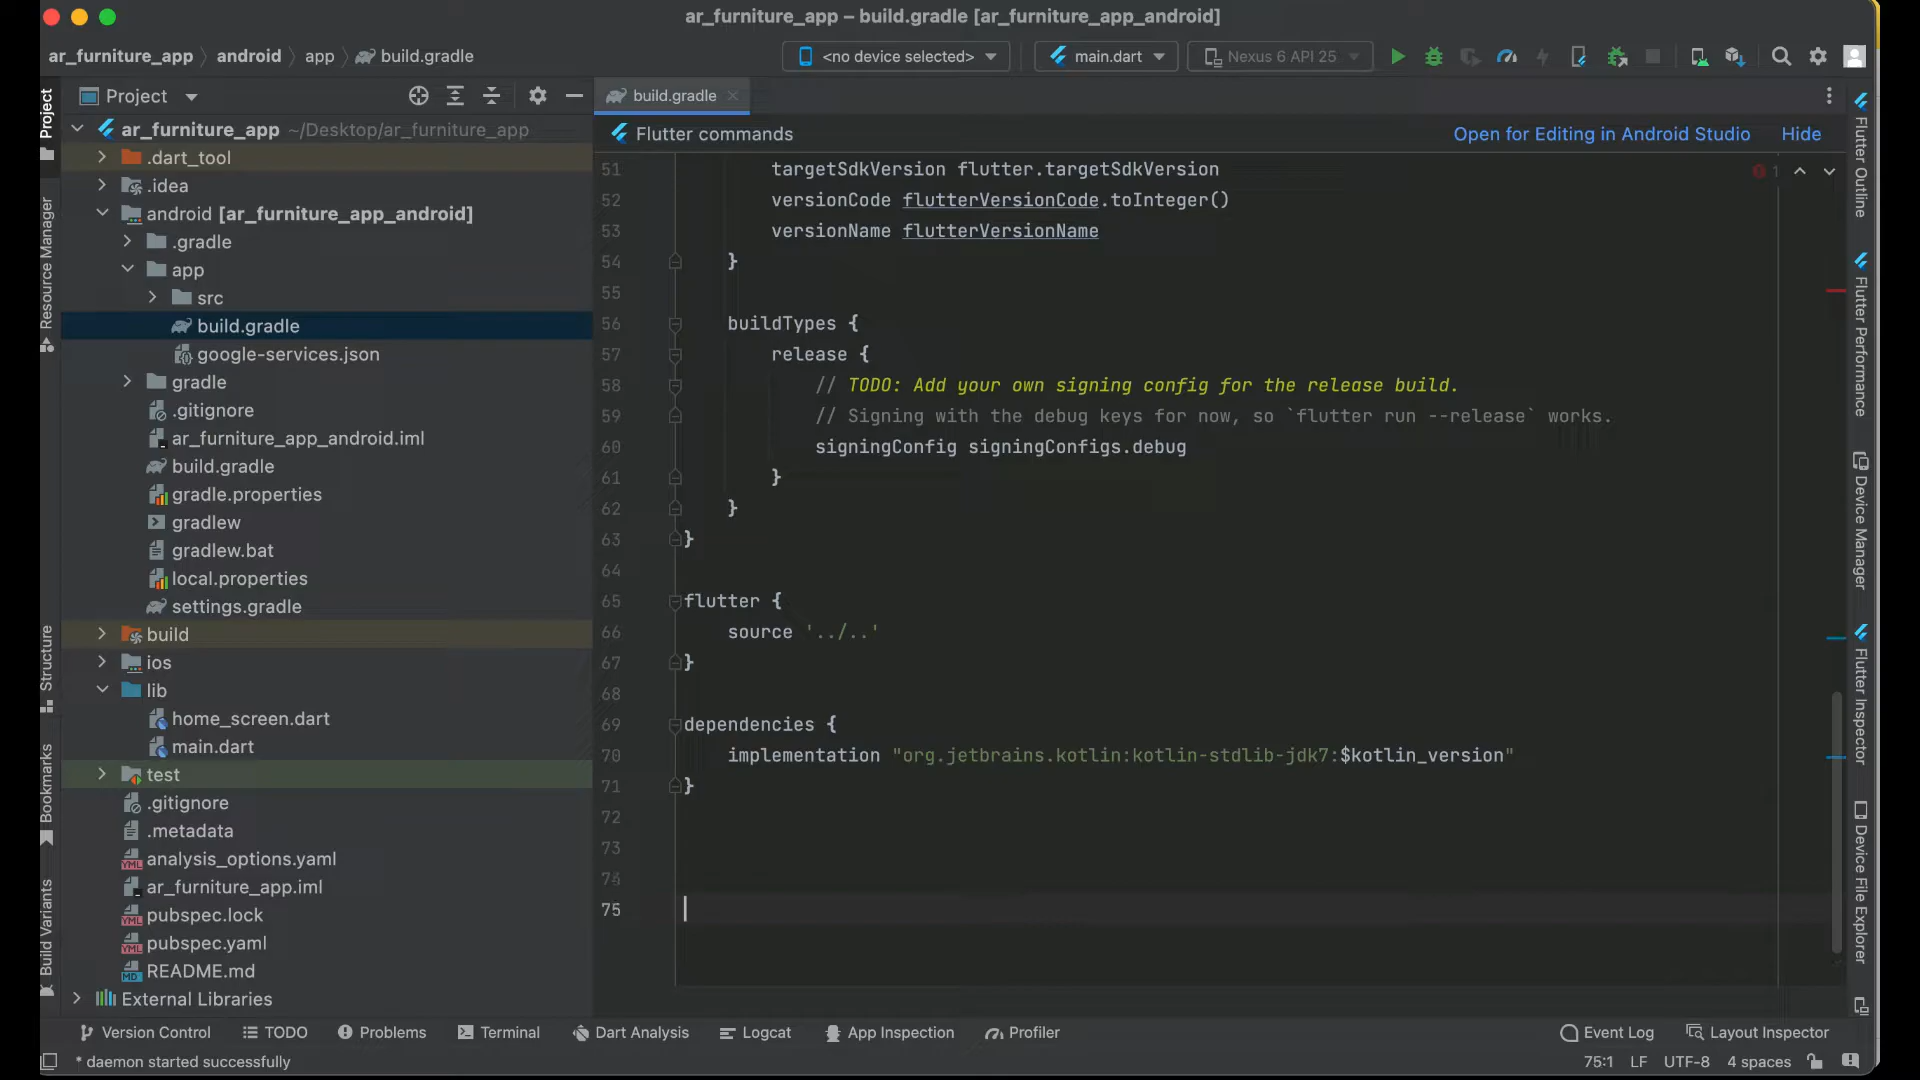 ar_furniture_app – build.gradle [ar_furniture_app_android]
ar_furniture_app android app build.gradle
<no device selected> main.dart Nexus 6 API 25
Project
build.gradle
Flutter commands Open for Editing in Android Studio Hide
ar_furniture_app ~/Desktop/ar_furniture_app
.dart_tool
.idea
android [ar_furniture_app_android]
.gradle
app
src
build.gradle
google-services.json
gradle
.gitignore
ar_furniture_app_android.iml
build.gradle
gradle.properties
gradlew
gradlew.bat
local.properties
settings.gradle
build
ios
lib
home_screen.dart
main.dart
test
.gitignore
.metadata
analysis_options.yaml
ar_furniture_app.iml
pubspec.lock
pubspec.yaml
README.md
External Libraries
51 targetSdkVersion flutter.targetSdkVersion
52 versionCode flutterVersionCode.toInteger()
53 versionName flutterVersionName
54 }
55
56 buildTypes {
57 release {
58 // TODO: Add your own signing config for the release build.
59 // Signing with the debug keys for now, so `flutter run --release` works.
60 signingConfig signingConfigs.debug
61 }
62 }
63 }
64
65 flutter {
66 source '../..'
67 }
68
69 dependencies {
70 implementation "org.jetbrains.kotlin:kotlin-stdlib-jdk7:$kotlin_version"
71 }
72
73
74
75
1
Project
Resource Manager
Structure
Bookmarks
Build Variants
Flutter Outline
Flutter Performance
Device Manager
Flutter Inspector
Device File Explorer
Version Control TODO Problems Terminal Dart Analysis Logcat App Inspection Profiler Event Log Layout Inspector
* daemon started successfully 75:1 LF UTF-8 4 spaces